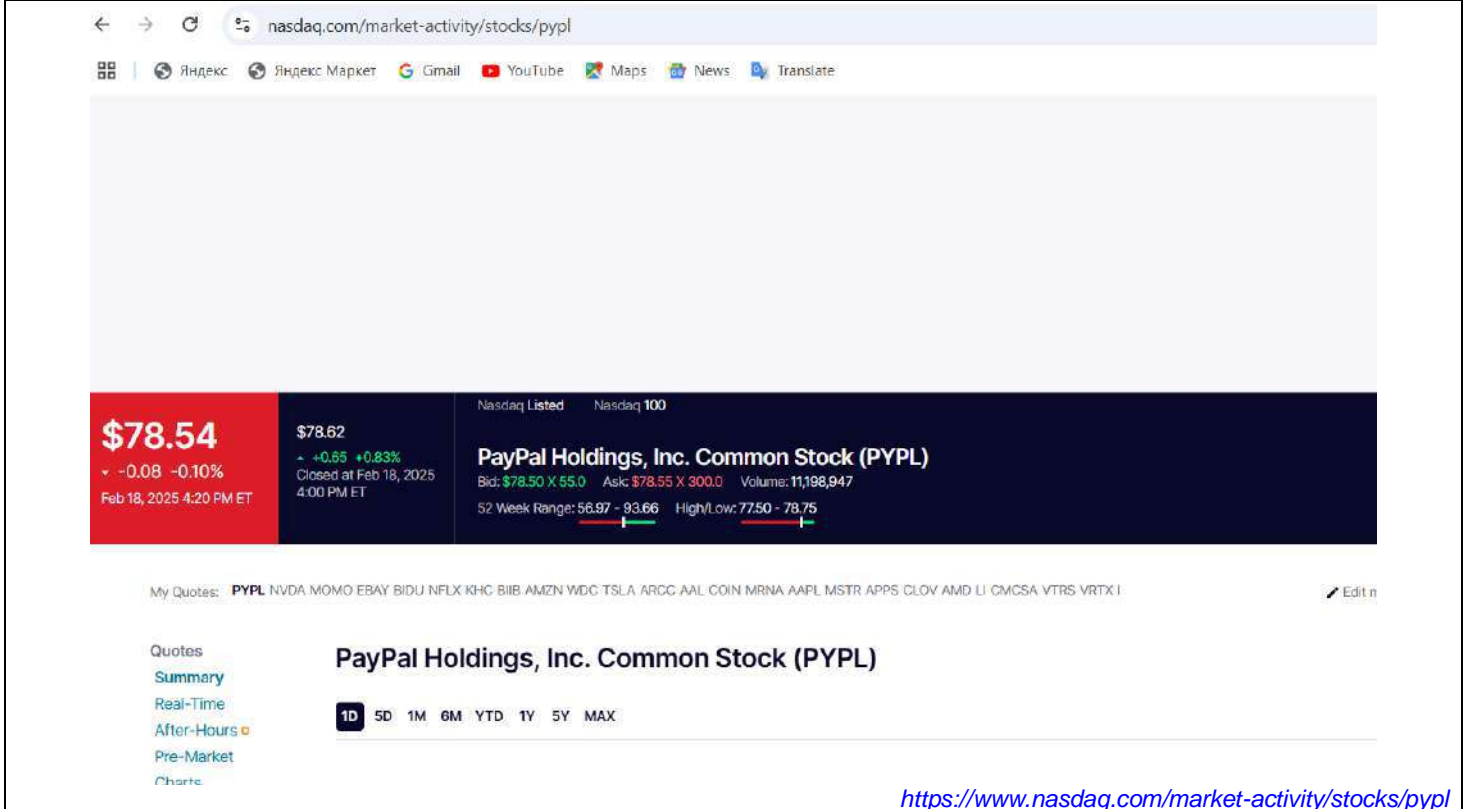 nasdaq.com/market-activity/stocks/pypl
Яндекс Яндекс Маркет Gmail YouTube Maps News Translate
Nasdaq Listed Nasdaq 100
$78.54
-0.08 -0.10%
Feb 18, 2025 4:20 PM ET
$78.62
+0.65 +0.83%
Closed at Feb 18, 2025
4:00 PM ET
PayPal Holdings, Inc. Common Stock (PYPL)
Bid: $78.50 X 55.0 Ask: $78.55 X 300.0 Volume: 11,198,947
52 Week Range: 56.97 - 93.66 High/Low: 77.50 - 78.75
My Quotes: PYPL NVDA MOMO EBAY BIDU NFLX KHC BIIB AMZN WDC TSLA ARCC AAL COIN MRNA AAPL MSTR APPS CLOV AMD LI CMCSA VTRS VRTX
Edit
Quotes
Summary
Real-Time
After-Hours
Pre-Market
Charts
PayPal Holdings, Inc. Common Stock (PYPL)
1D 5D 1M 6M YTD 1Y 5Y MAX
https://www.nasdaq.com/market-activity/stocks/pypl